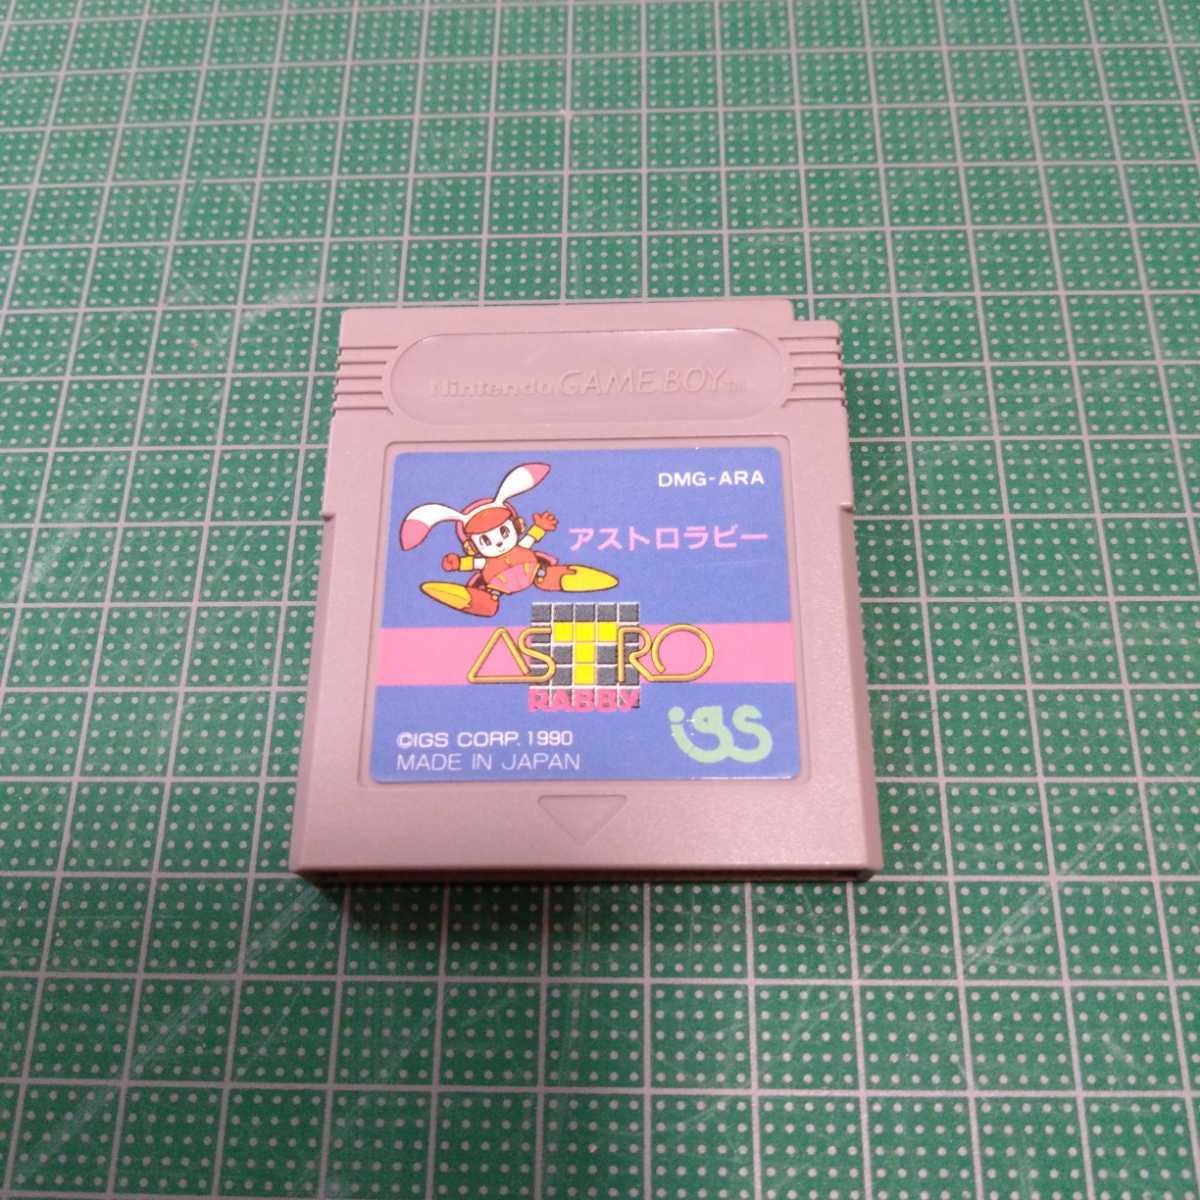 Nintendo GAME BOY TM
DMG-ARA
アストロラビー
ASTRO
RABBY
igs
©IGS CORP. 1990
MADE IN JAPAN